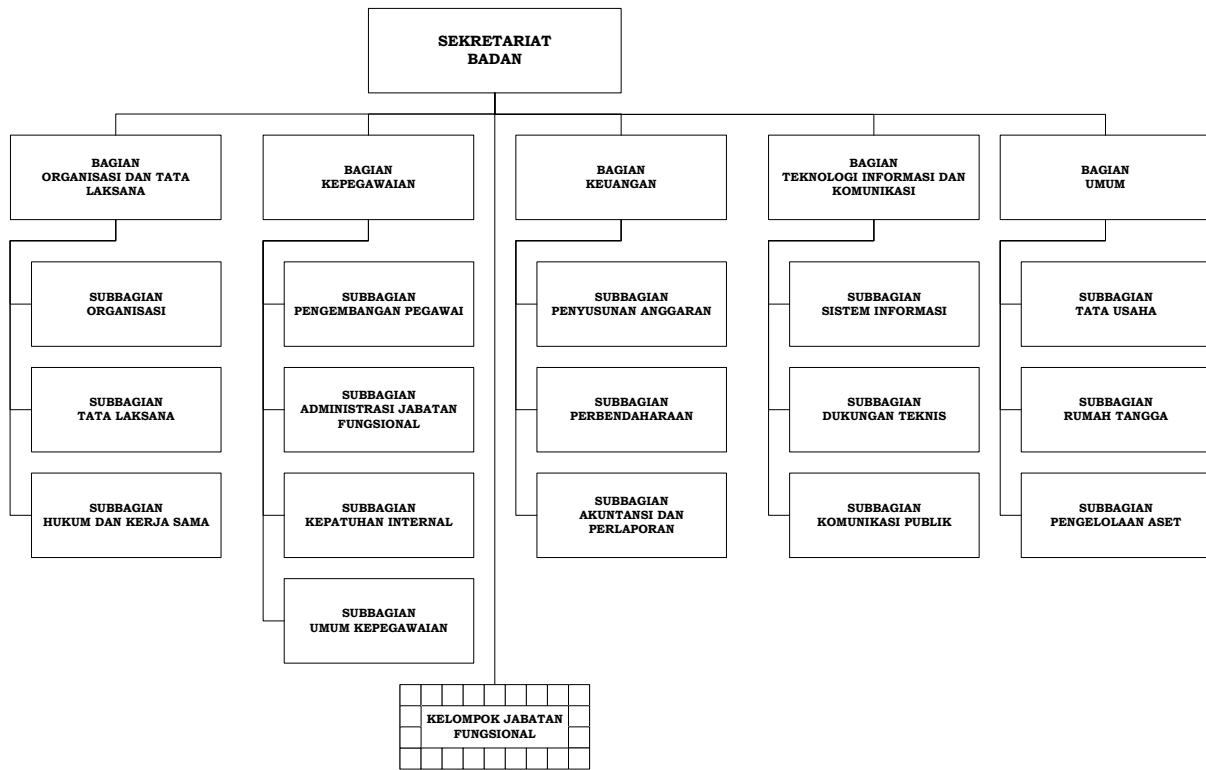 SEKRETARIAT
BADAN
BAGIAN
ORGANISASI DAN TATA
LAKSANA
BAGIAN
KEPEGAWAIAN
BAGIAN
KEUANGAN
BAGIAN
TEKNOLOGI INFORMASI DAN
KOMUNIKASI
BAGIAN
UMUM
SUBBAGIAN
ORGANISASI
SUBBAGIAN
PENGEMBANGAN PEGAWAI
SUBBAGIAN
PENYUSUNAN ANGGARAN
SUBBAGIAN
SISTEM INFORMASI
SUBBAGIAN
TATA USAHA
SUBBAGIAN
TATA LAKSANA
SUBBAGIAN
ADMINISTRASI JABATAN
FUNGSIONAL
SUBBAGIAN
PERBENDAHARAAN
SUBBAGIAN
DUKUNGAN TEKNIS
SUBBAGIAN
RUMAH TANGGA
SUBBAGIAN
HUKUM DAN KERJA SAMA
SUBBAGIAN
KEPATUHAN INTERNAL
SUBBAGIAN
AKUNTANSI DAN
PERLAPORAN
SUBBAGIAN
KOMUNIKASI PUBLIK
SUBBAGIAN
PENGELOLAAN ASET
SUBBAGIAN
UMUM KEPEGAWAIAN
KELOMPOK JABATAN
FUNGSIONAL